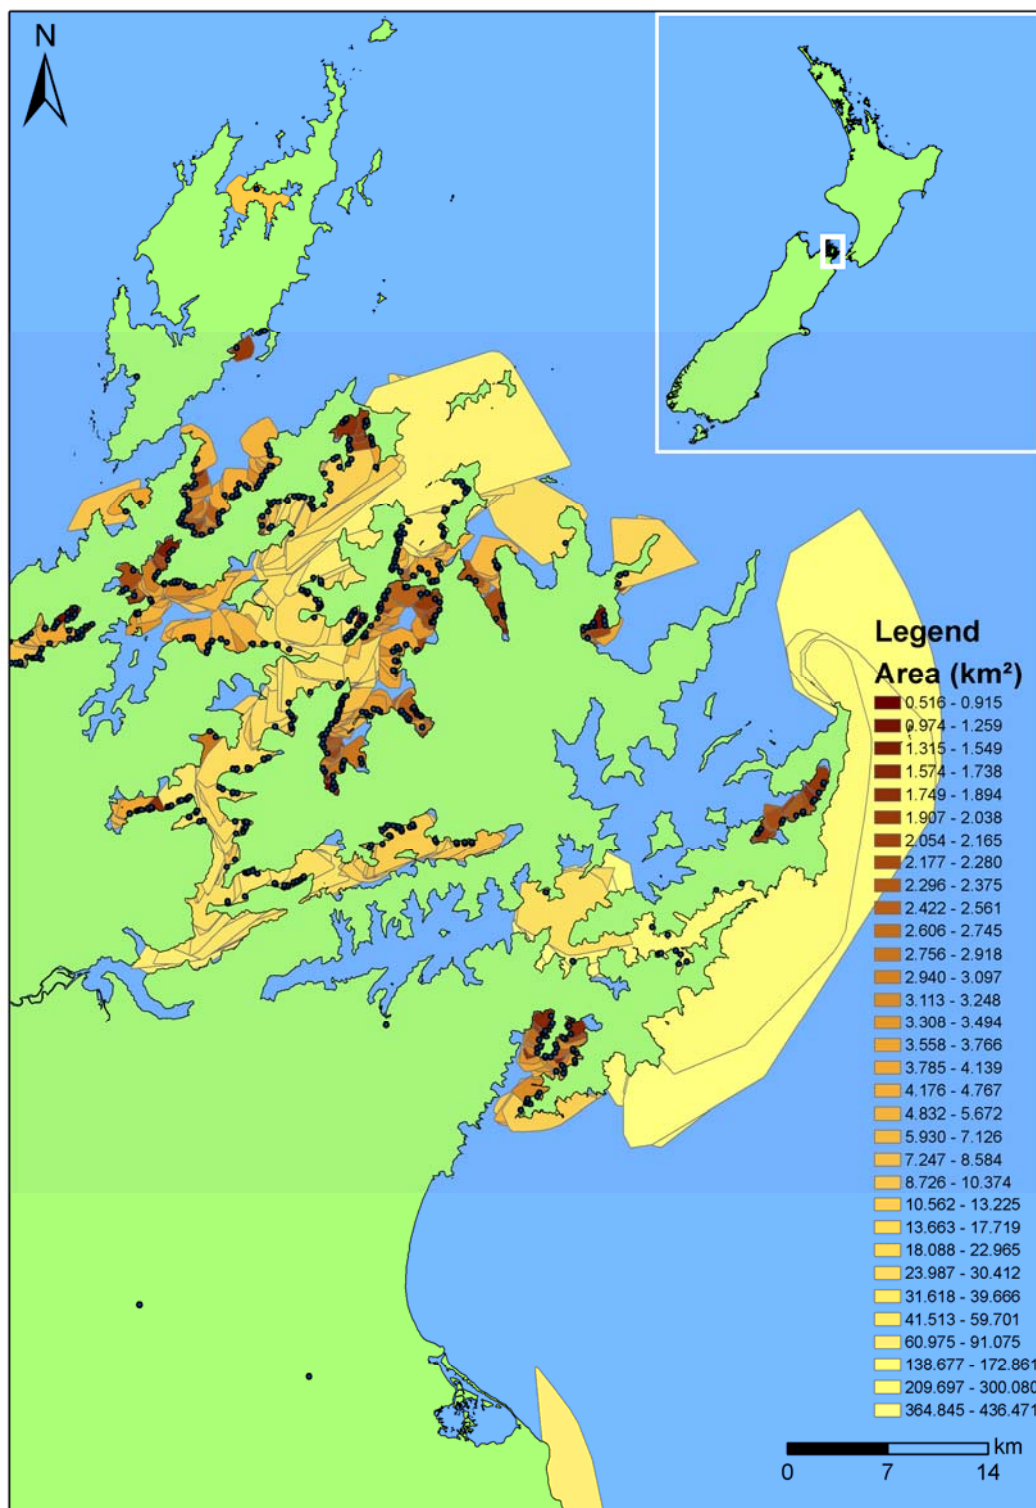 N
Legend
Area (km²)
0.516 - 0.915
0.974 - 1.259
1.315 - 1.549
1.574 - 1.738
1.749 - 1.894
1.907 - 2.038
2.054 - 2.165
2.177 - 2.280
2.296 - 2.375
2.422 - 2.561
2.606 - 2.745
2.756 - 2.918
2.940 - 3.097
3.113 - 3.248
3.308 - 3.494
3.558 - 3.766
3.785 - 4.139
4.176 - 4.767
4.832 - 5.672
5.930 - 7.126
7.247 - 8.584
8.726 - 10.374
10.562 - 13.225
13.663 - 17.719
18.088 - 22.965
23.987 - 30.412
31.618 - 39.666
41.513 - 59.701
60.975 - 91.075
138.677 - 172.861
209.697 - 300.080
364.845 - 436.471
km
0 7 14